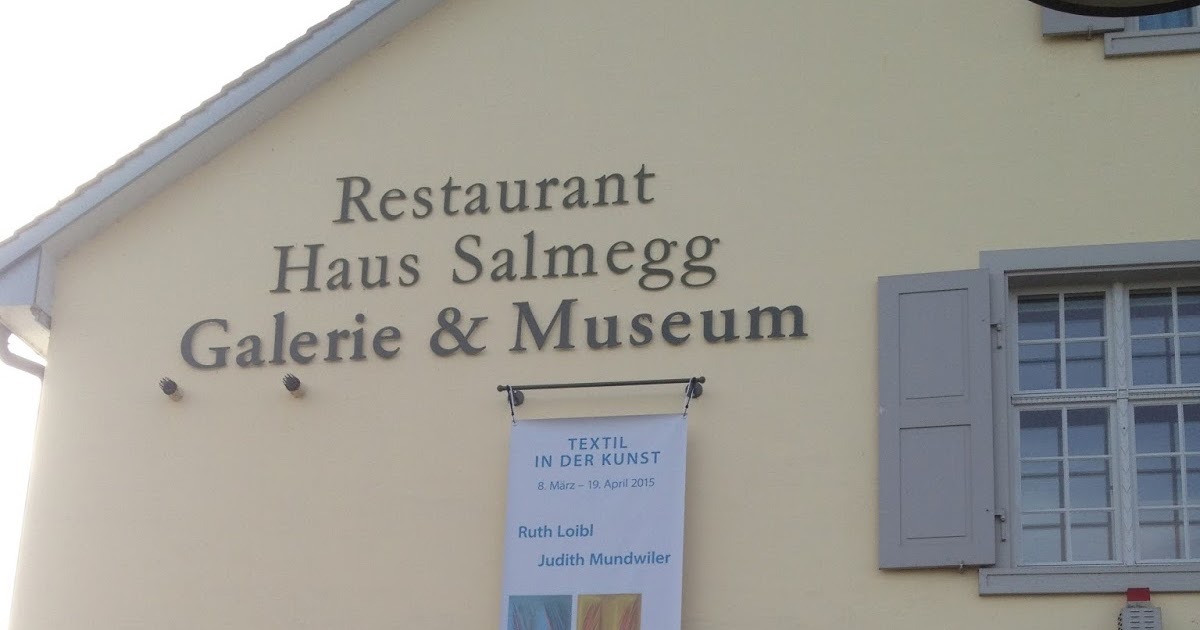 Restaurant
Haus Salmegg
Galerie & Museum
TEXTIL
IN DER KUNST
8. März – 19. April 2015
Ruth Loibl
Judith Mundwiler